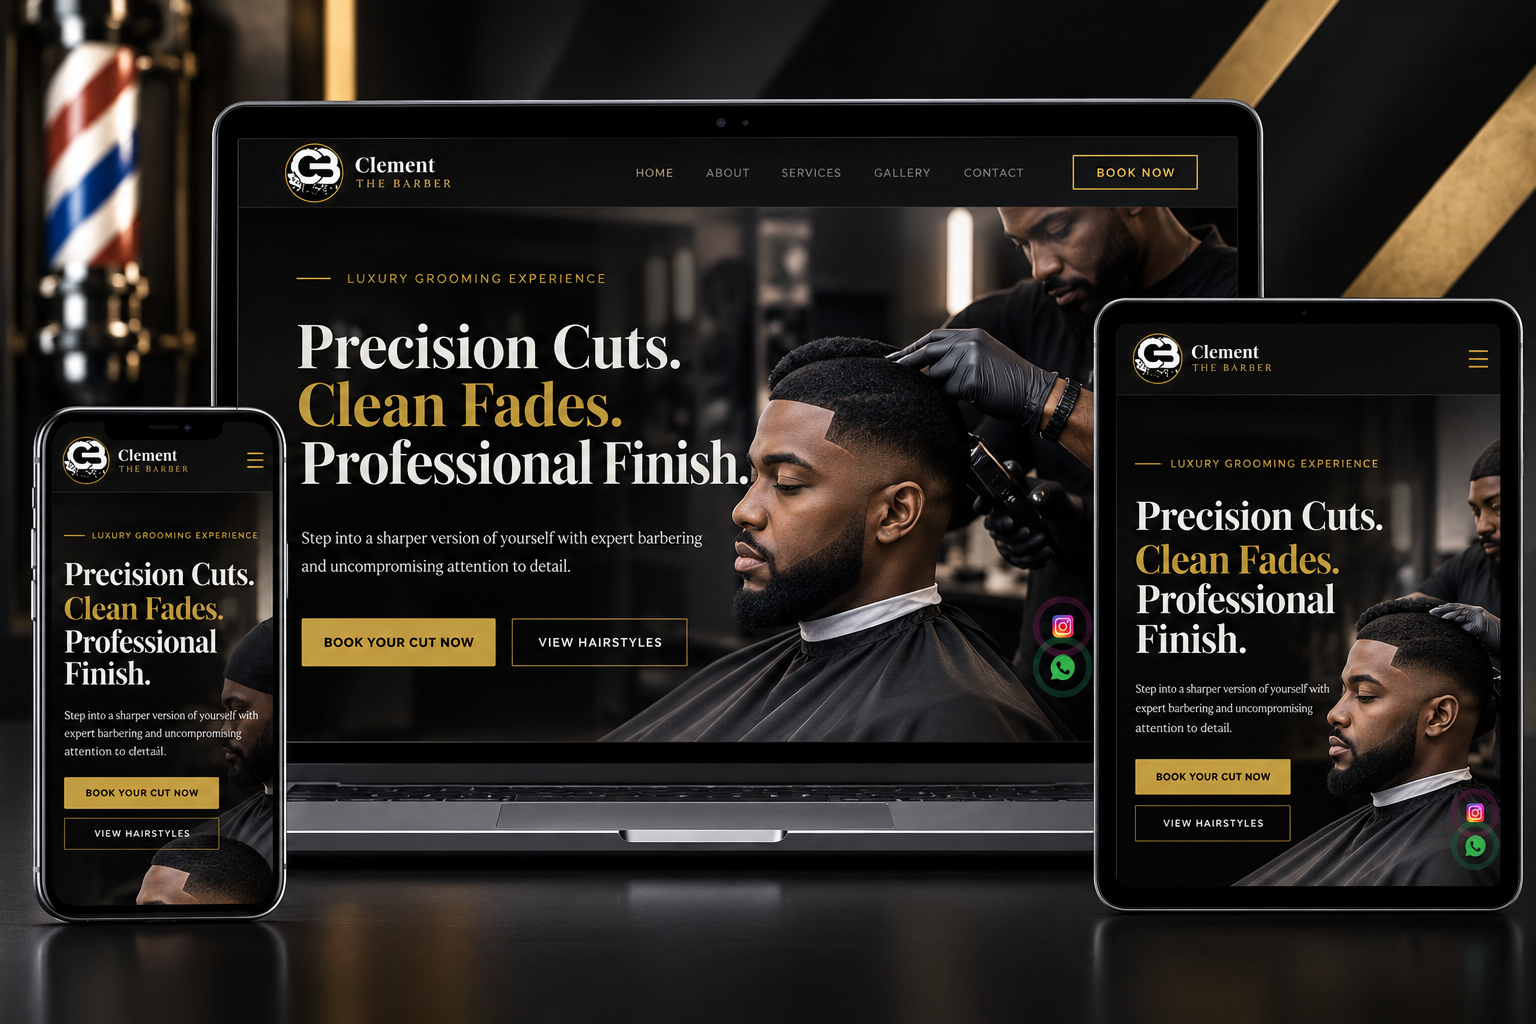 CB
Clement
THE BARBER
HOME
ABOUT
SERVICES
GALLERY
CONTACT
BOOK NOW
LUXURY GROOMING EXPERIENCE
Precision Cuts.
Clean Fades.
Professional Finish.
Step into a sharper version of yourself with expert barbering
and uncompromising attention to detail.
BOOK YOUR CUT NOW
VIEW HAIRSTYLES
CB
Clement
THE BARBER
LUXURY GROOMING EXPERIENCE
Precision Cuts.
Clean Fades.
Professional
Finish.
Step into a sharper version of yourself with
expert barbering and uncompromising
attention to
BOOK YOUR CUT NOW
VIEW HAIRSTYLES
CB
Clement
THE BARBER
LUXURY GROOMING EXPERIENCE
Precision Cuts.
Clean Fades.
Professional
Finish.
Step into a sharper version of yourself with
expert barbering and uncompromising
attention to detail.
BOOK YOUR CUT NOW
VIEW HAIRSTYLES